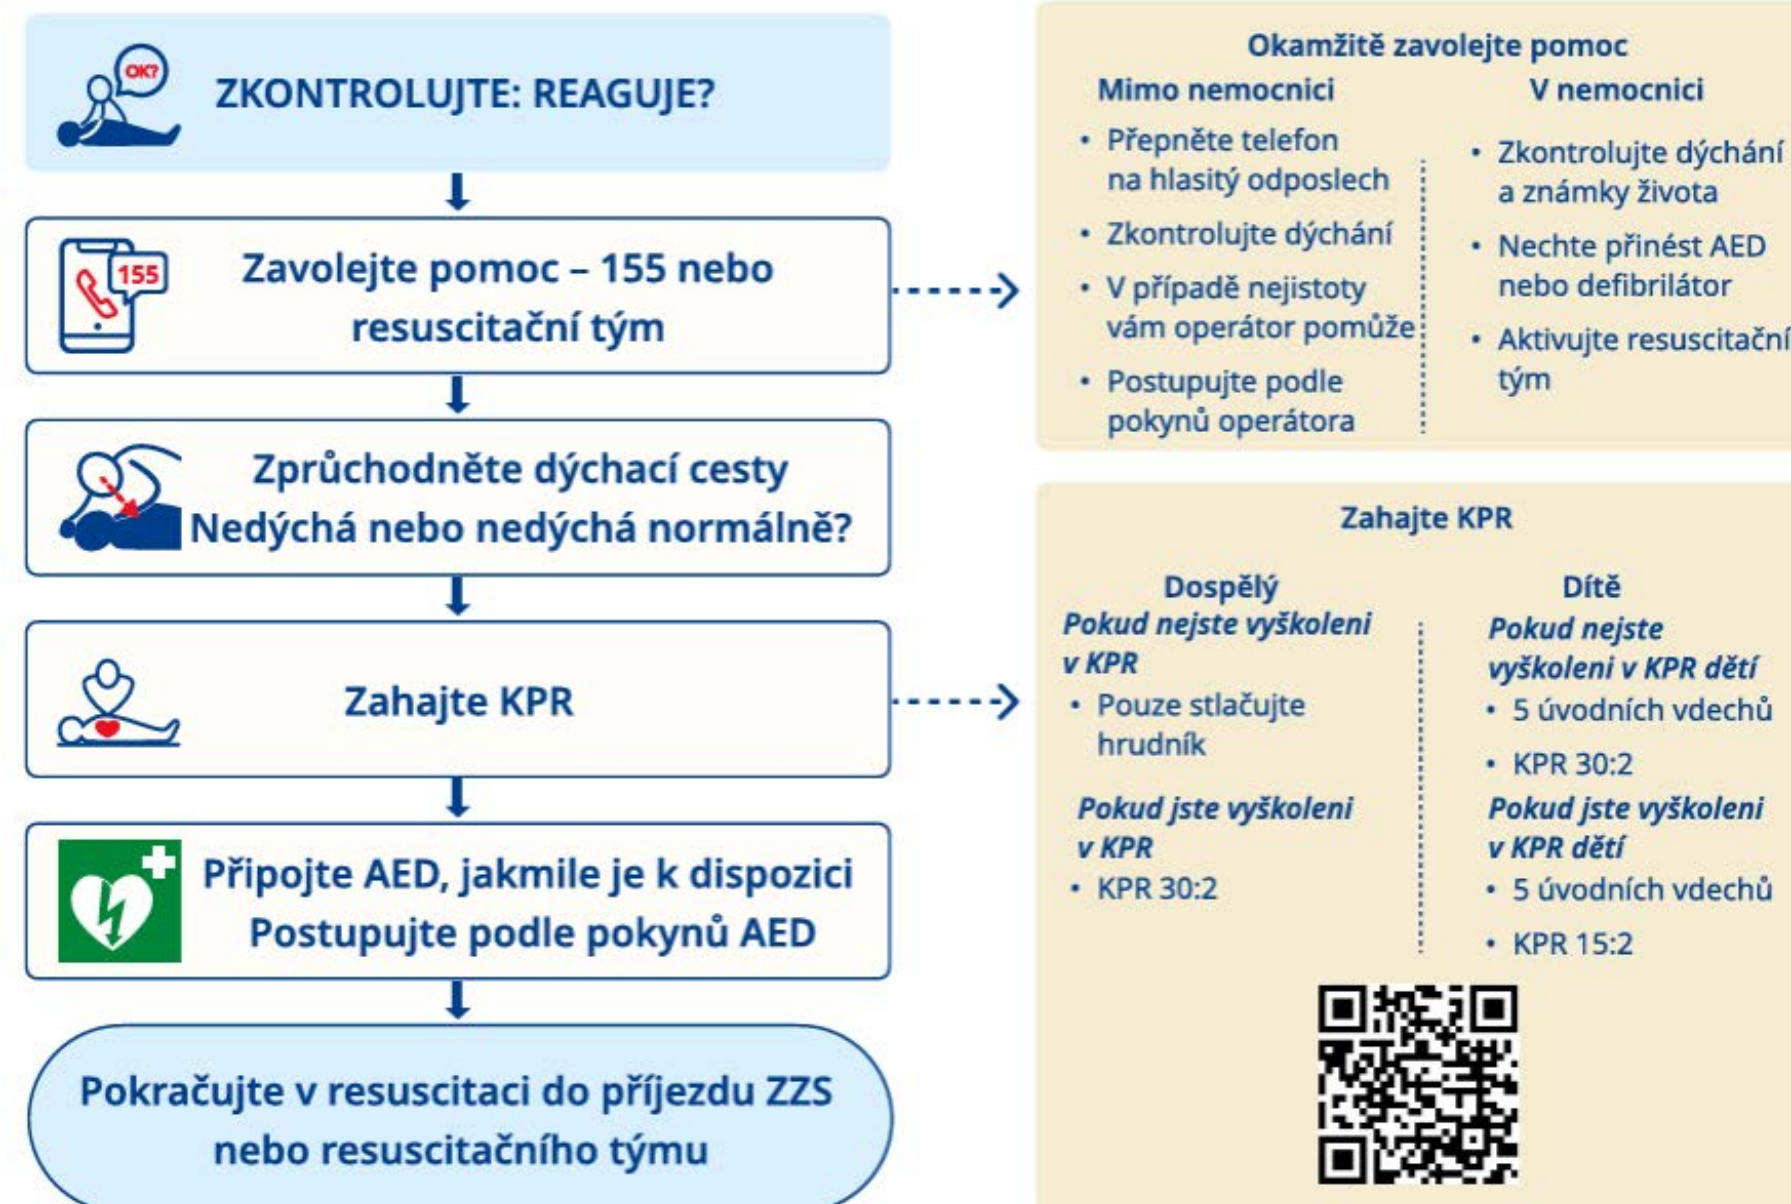 OK?
ZKONTROLUJTE: REAGUJE?
155
Zavolejte pomoc – 155 nebo
resuscitační tým
Zprůchodněte dýchací cesty
Nedýchá nebo nedýchá normálně?
Zahajte KPR
Připojte AED, jakmile je k dispozici
Postupujte podle pokynů AED
Pokračujte v resuscitaci do příjezdu ZZS
nebo resuscitačního týmu
Okamžitě zavolejte pomoc
Mimo nemocnici
• Přepněte telefon
na hlasitý odposlech
• Zkontrolujte dýchání
• V případě nejistoty
vám operátor pomůže
• Postupujte podle
pokynů operátora
V nemocnici
• Zkontrolujte dýchání
a známky života
• Nechte přinést AED
nebo defibrilátor
• Aktivujte resuscitační
tým
Zahajte KPR
Dospělý
Pokud nejste vyškoleni
v KPR
• Pouze stlačujte
hrudník
Pokud jste vyškoleni
v KPR
• KPR 30:2
Dítě
Pokud nejste
vyškoleni v KPR dětí
• 5 úvodních vdechů
• KPR 30:2
Pokud jste vyškoleni
v KPR dětí
• 5 úvodních vdechů
• KPR 15:2